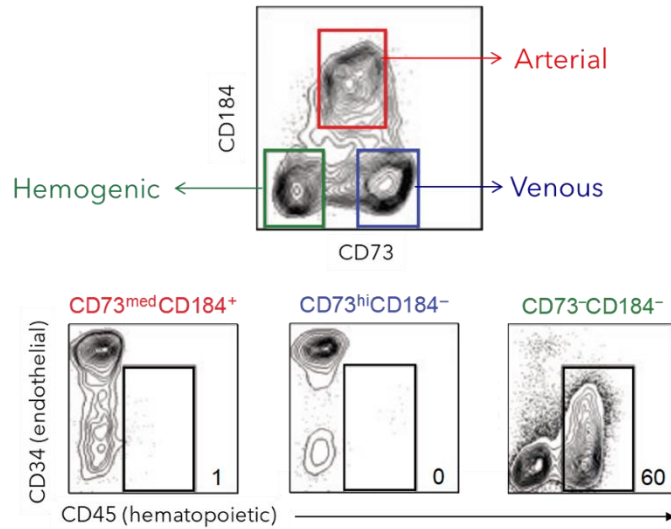 CD184
Arterial
Hemogenic
Venous
CD73
CD73ᵐᵉᵈCD184⁺
CD73ʰⁱCD184⁻
CD73⁻CD184⁻
CD34 (endothelial)
1
0
60
CD45 (hematopoietic)